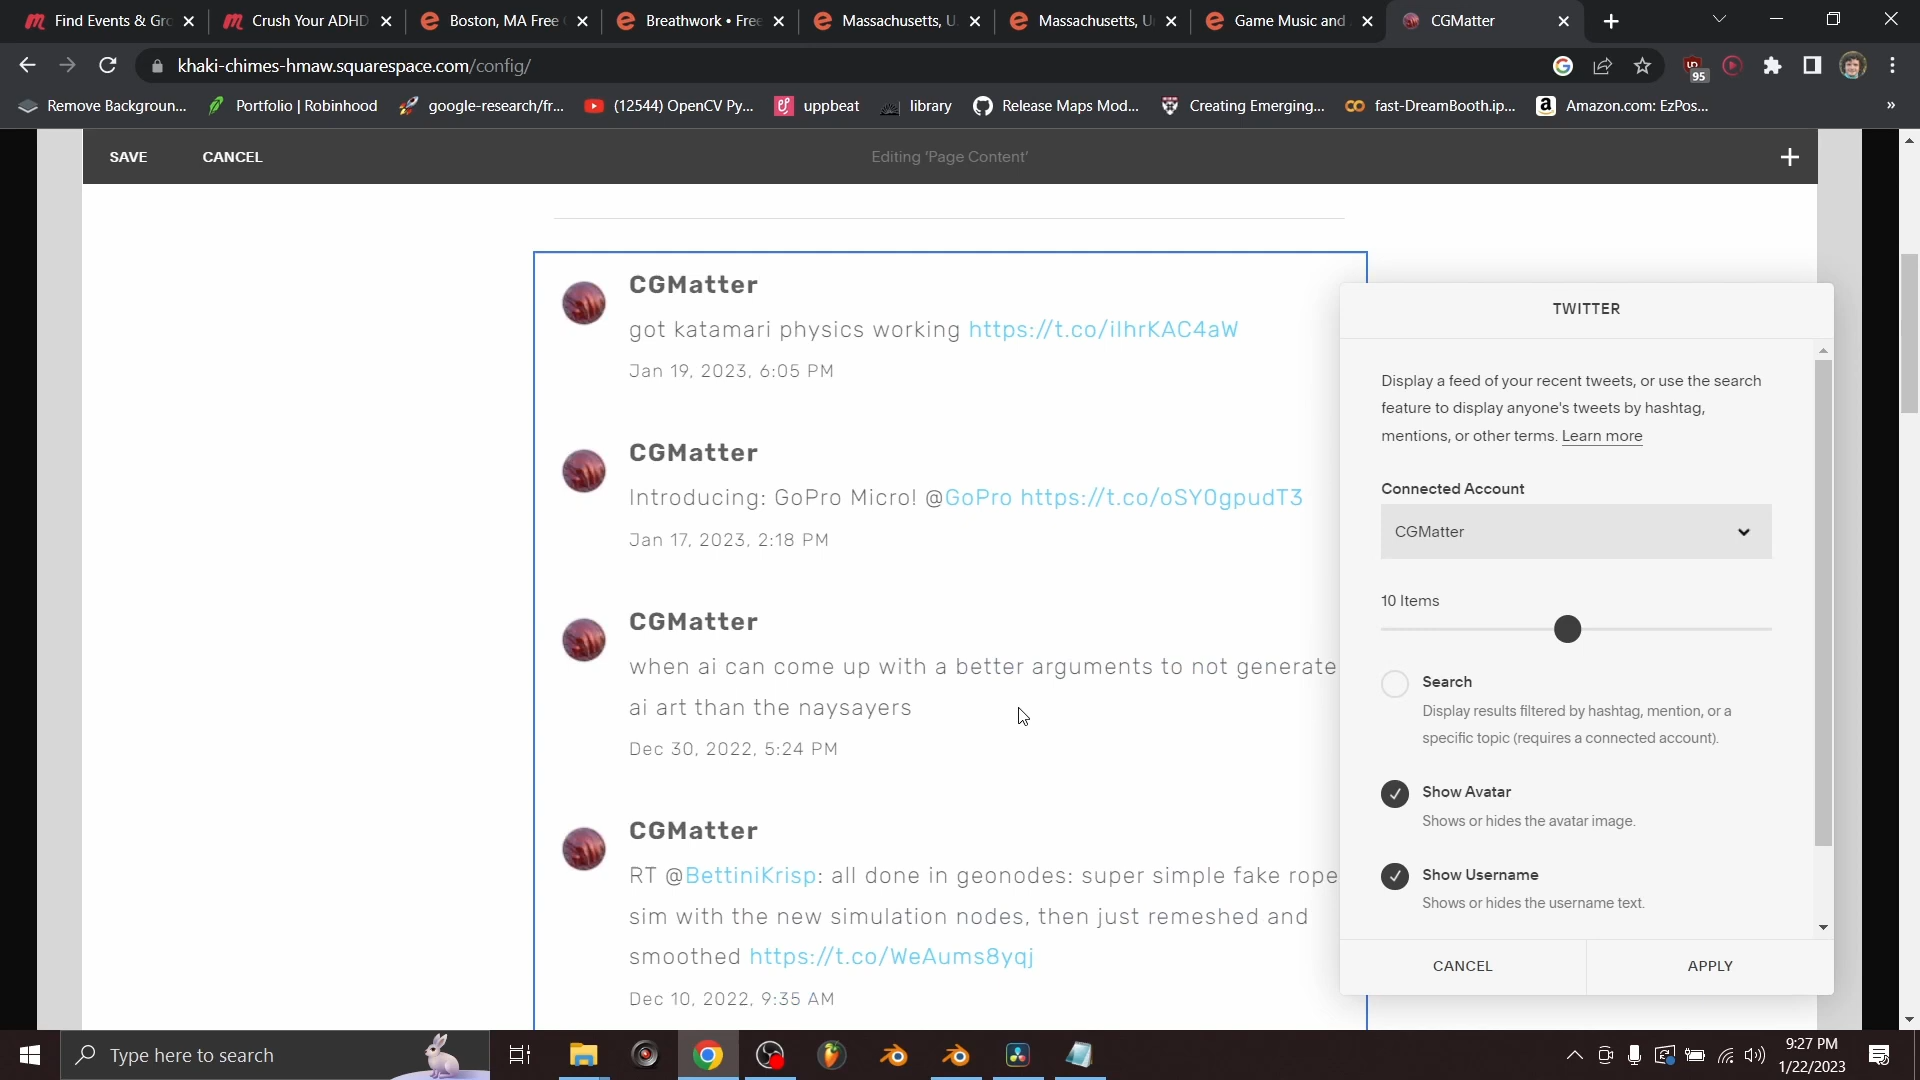 Find Events & Gro
Crush Your ADHD
Boston, MA Free
Breathwork • Free
Massachusetts, U
Massachusetts, U
Game Music and
CGMatter
khaki-chimes-hmaw.squarespace.com/config/
95
Remove Backgroun...
Portfolio | Robinhood
google-research/fr...
(12544) OpenCV Py...
uppbeat
library
Release Maps Mod...
Creating Emerging...
fast-DreamBooth.ip...
Amazon.com: EzPos...
»
SAVE
CANCEL
Editing 'Page Content'
CGMatter
got katamari physics working https://t.co/ilhrKAC4aW
Jan 19, 2023, 6:05 PM
CGMatter
Introducing: GoPro Micro! @GoPro https://t.co/oSY0gpudT3
Jan 17, 2023, 2:18 PM
CGMatter
when ai can come up with a better arguments to not generate
ai art than the naysayers
Dec 30, 2022, 5:24 PM
CGMatter
RT @BettiniKrisp: all done in geonodes: super simple fake rope
sim with the new simulation nodes, then just remeshed and
smoothed https://t.co/WeAums8yqj
Dec 10, 2022, 9:35 AM
TWITTER
Display a feed of your recent tweets, or use the search
feature to display anyone's tweets by hashtag,
mentions, or other terms. Learn more
Connected Account
CGMatter
10 Items
Search
Display results filtered by hashtag, mention, or a
specific topic (requires a connected account).
Show Avatar
Shows or hides the avatar image.
Show Username
Shows or hides the username text.
CANCEL
APPLY
Type here to search
9:27 PM
1/22/2023